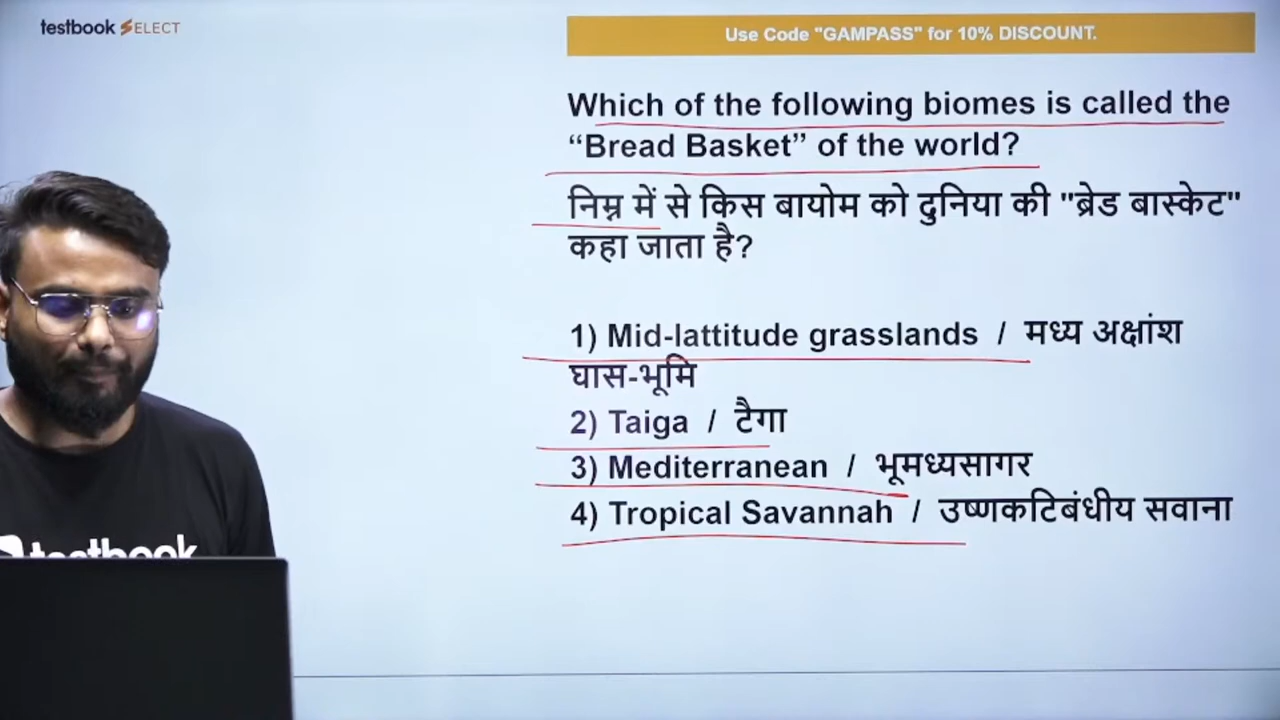 testbook SELECT
Use Code "GAMPASS" for 10% DISCOUNT.
Which of the following biomes is called the
“Bread Basket” of the world?
निम्न में से किस बायोम को दुनिया की "ब्रेड बास्केट"
कहा जाता है?
1) Mid-lattitude grasslands / मध्य अक्षांश
घास-भूमि
2) Taiga / टैगा
3) Mediterranean / भूमध्यसागर
4) Tropical Savannah / उष्णकटिबंधीय सवाना
testbook